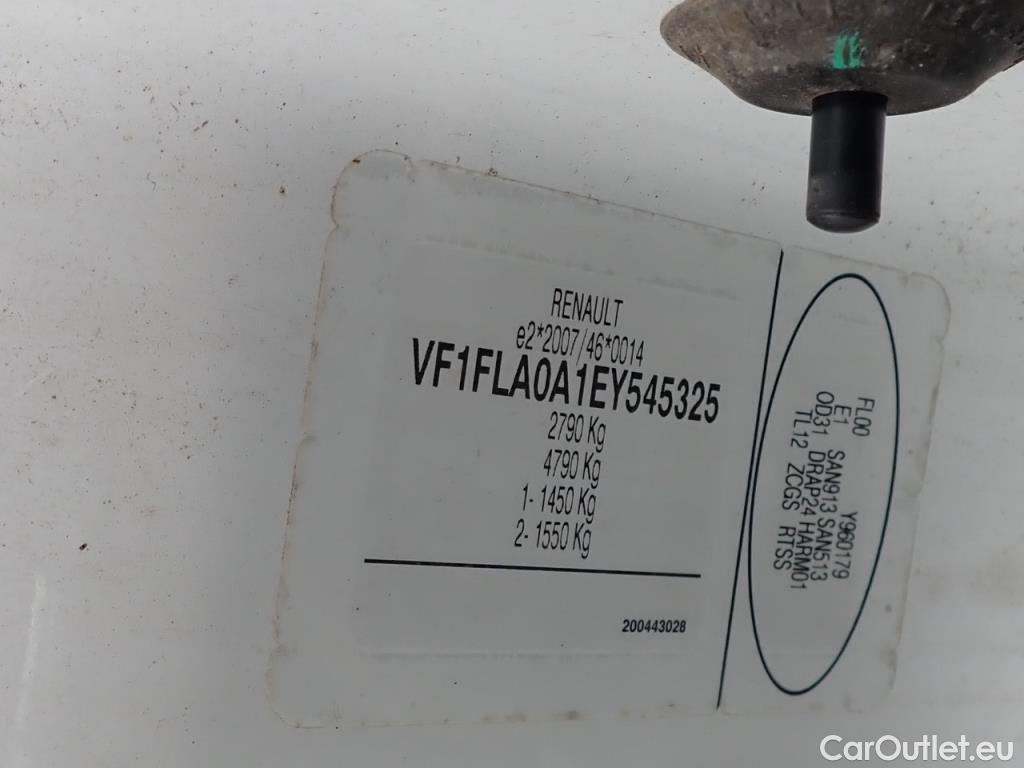 RENAULT
e2*2007/46*0014
VF1FLA0A1EY545325
2790 Kg
4790 Kg
1- 1450 Kg
2- 1550 Kg
200443028
FL00 Y960179
E1 SAN913 SAN513
OD31 DRAP24 HARM01
TL12 ZCGS RTSS
CarOutlet.eu